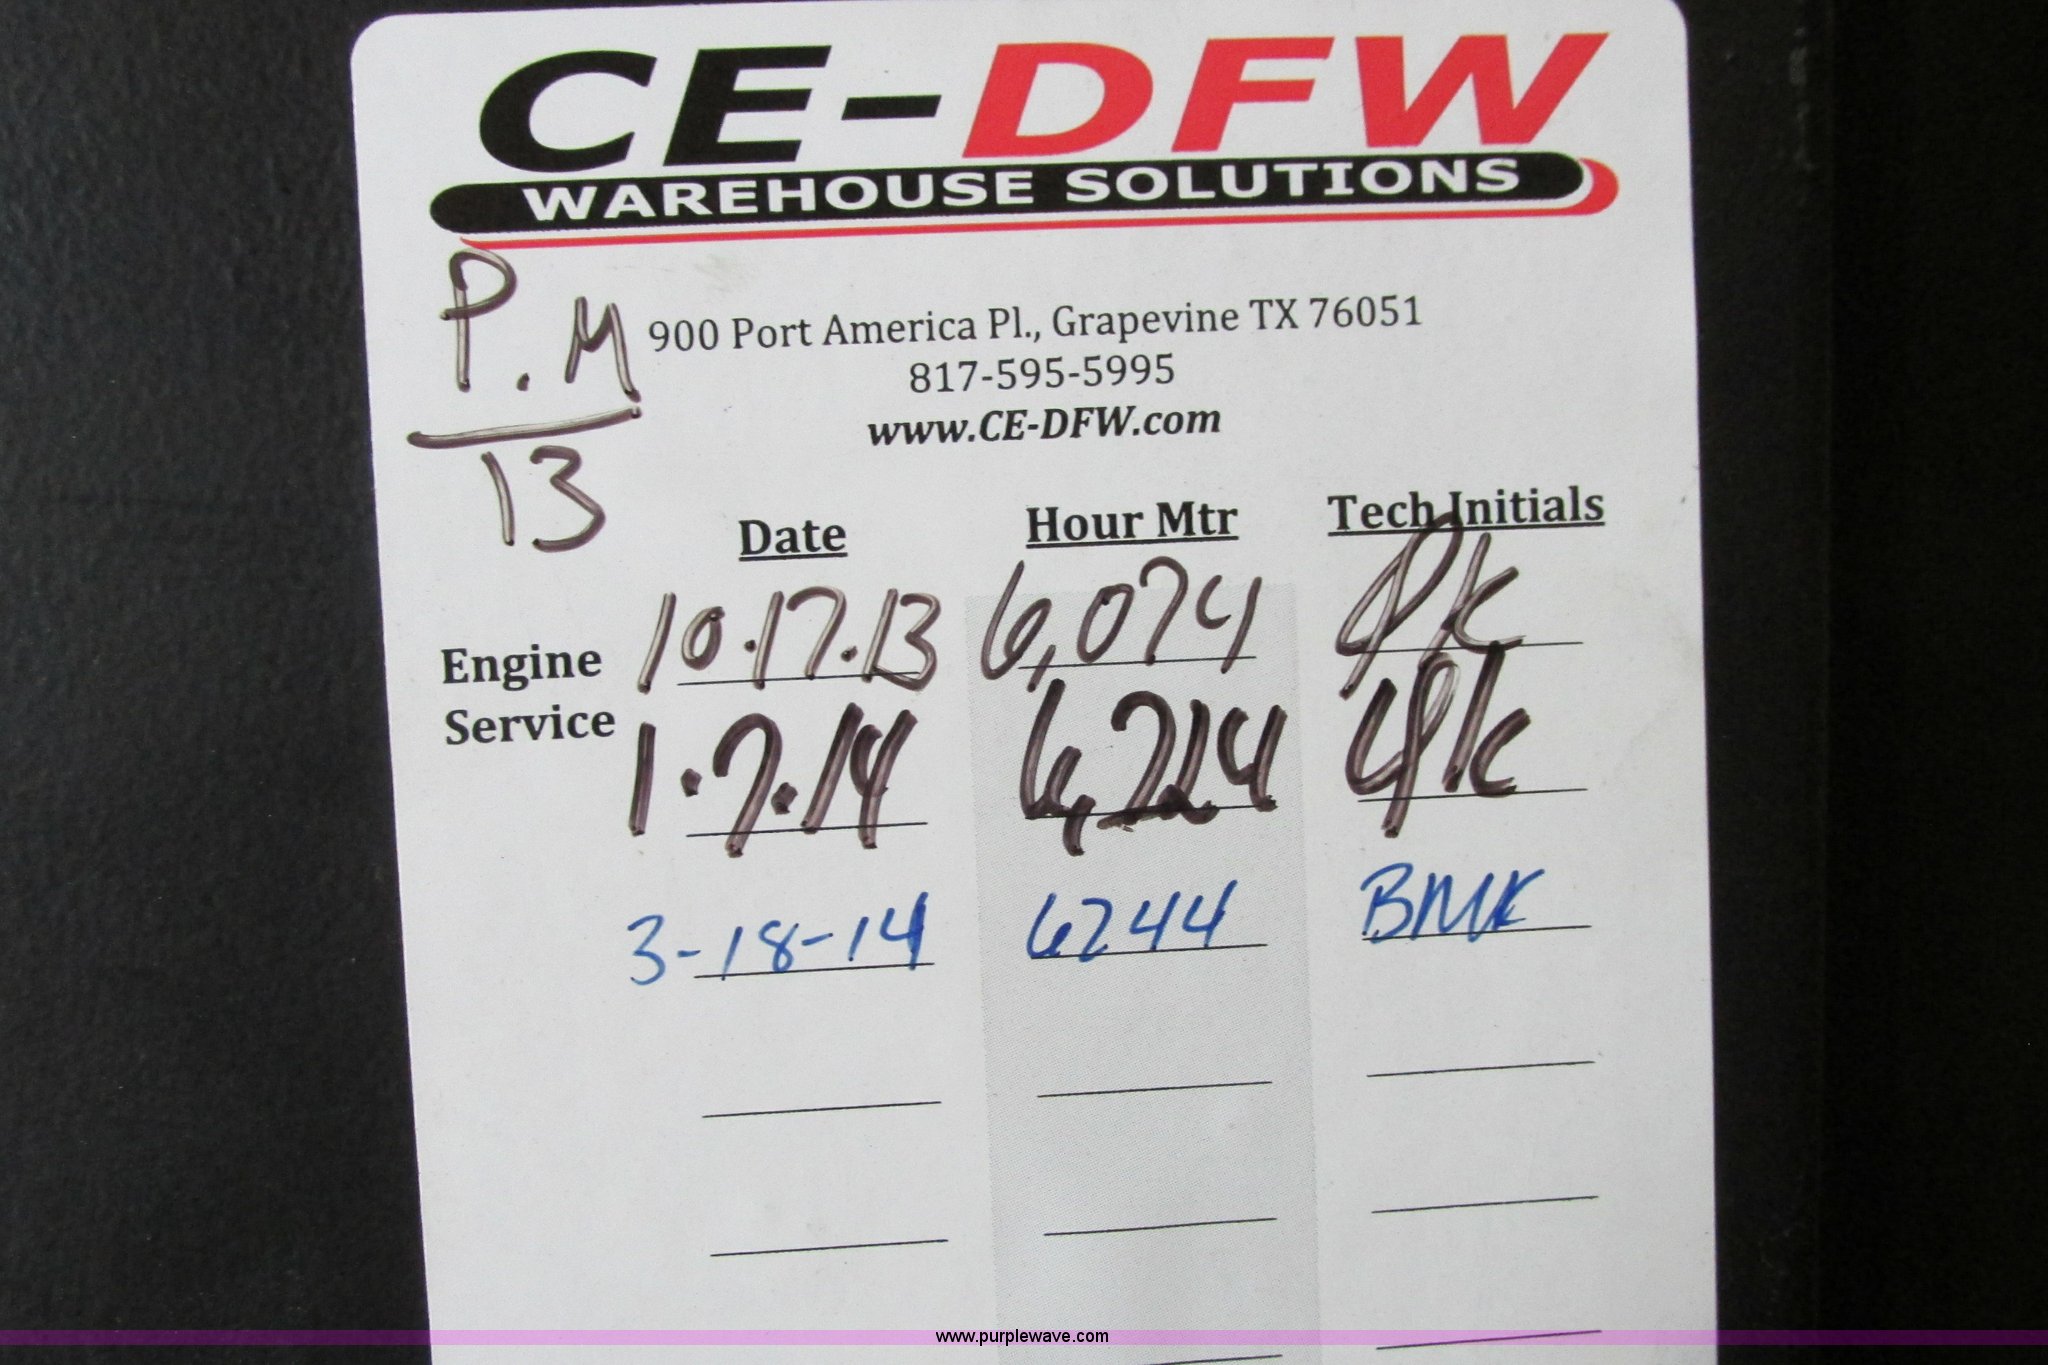 CE-DFW
WAREHOUSE SOLUTIONS
P.M
13
900 Port America Pl., Grapevine TX 76051
817-595-5995
www.CE-DFW.com
Date Hour Mtr Tech Initials
Engine
Service
10.17.13 6,074
1.7.14 6,214
3-18-14 6244 BMK
www.purplewave.com